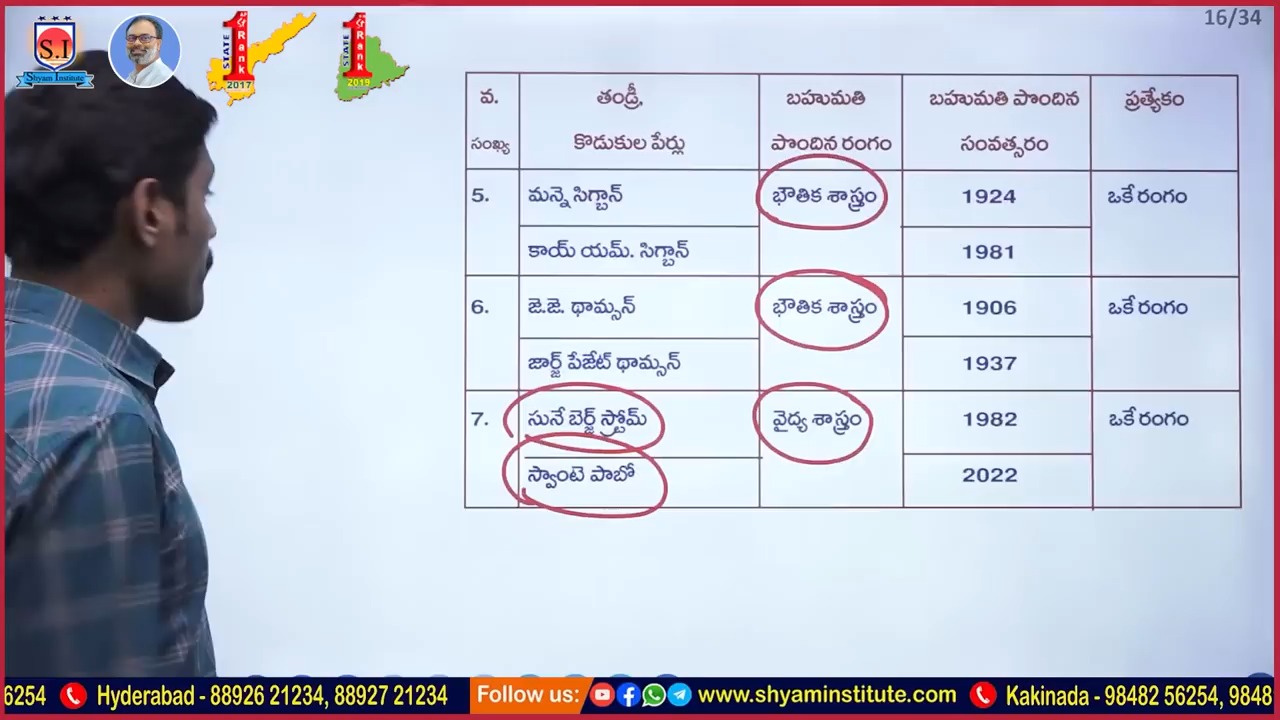 16/34
S.I
Shyam Institute
STATE 1 Rank 2017
STATE 1 Rank 2019
వ. సంఖ్య
తండ్రి, కొడుకుల పేర్లు
బహుమతి పొందిన రంగం
బహుమతి పొందిన సంవత్సరం
ప్రత్యేకం
5. మన్నె సిగ్బాన్ భౌతిక శాస్త్రం 1924 ఒకే రంగం
కాయ్ యమ్. సిగ్బాన్ 1981
6. జె.జె. థామ్సన్ భౌతిక శాస్త్రం 1906 ఒకే రంగం
జార్జ్ పేజేట్ థామ్సన్ 1937
7. సునే బెర్జ్ స్ట్రోమ్ వైద్య శాస్త్రం 1982 ఒకే రంగం
స్వాంటె పాబో 2022
6254 Hyderabad - 88926 21234, 88927 21234 Follow us: www.shyaminstitute.com Kakinada - 98482 56254, 9848